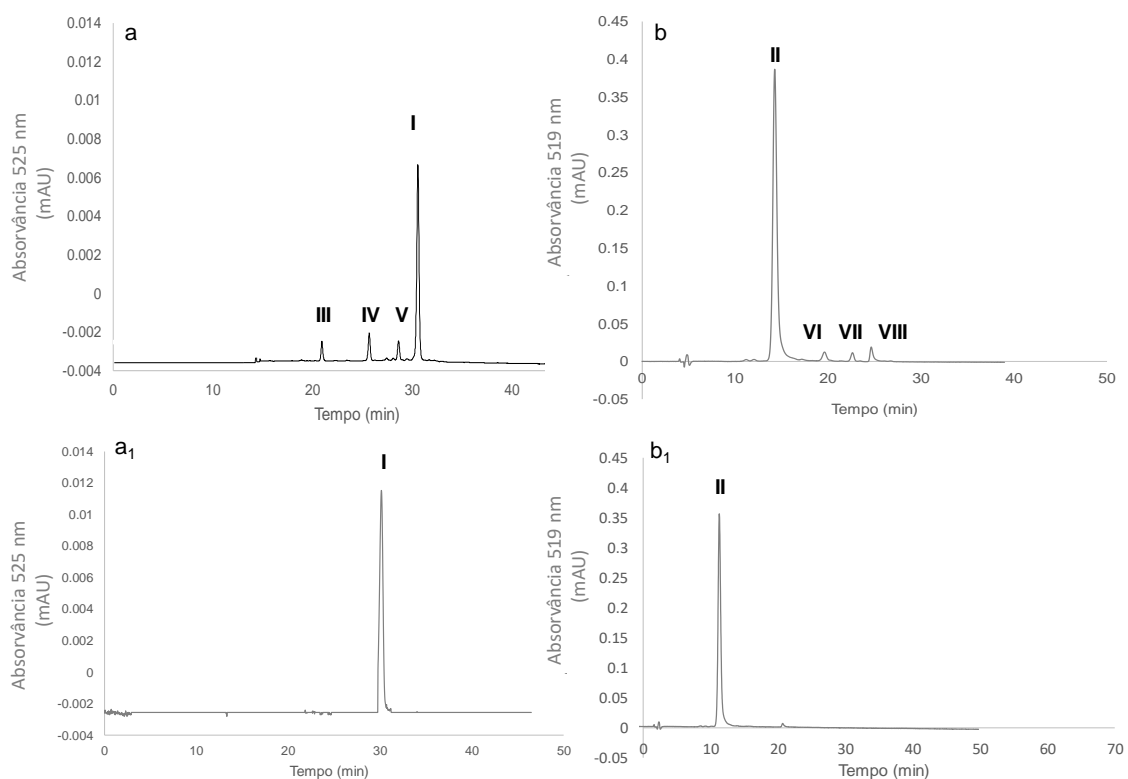 a
0.014
0.012
0.01
0.008
0.006
0.004
0.002
0
-0.002
-0.004
Absorvância 525 nm
(mAU)
I
III
IV
V
0
10
20
30
40
Tempo (min)
b
0.45
0.4
0.35
0.3
0.25
0.2
0.15
0.1
0.05
0
-0.05
Absorvância 519 nm
(mAU)
II
VI
VII
VIII
0
10
20
30
40
50
Tempo (min)
a₁
0.014
0.012
0.01
0.008
0.006
0.004
0.002
0
-0.002
-0.004
Absorvância 525 nm
(mAU)
I
0
10
20
30
40
50
Tempo (min)
b₁
0.45
0.4
0.35
0.3
0.25
0.2
0.15
0.1
0.05
0
-0.05
Absorvância 519 nm
(mAU)
II
0
10
20
30
40
50
60
70
Tempo (min)